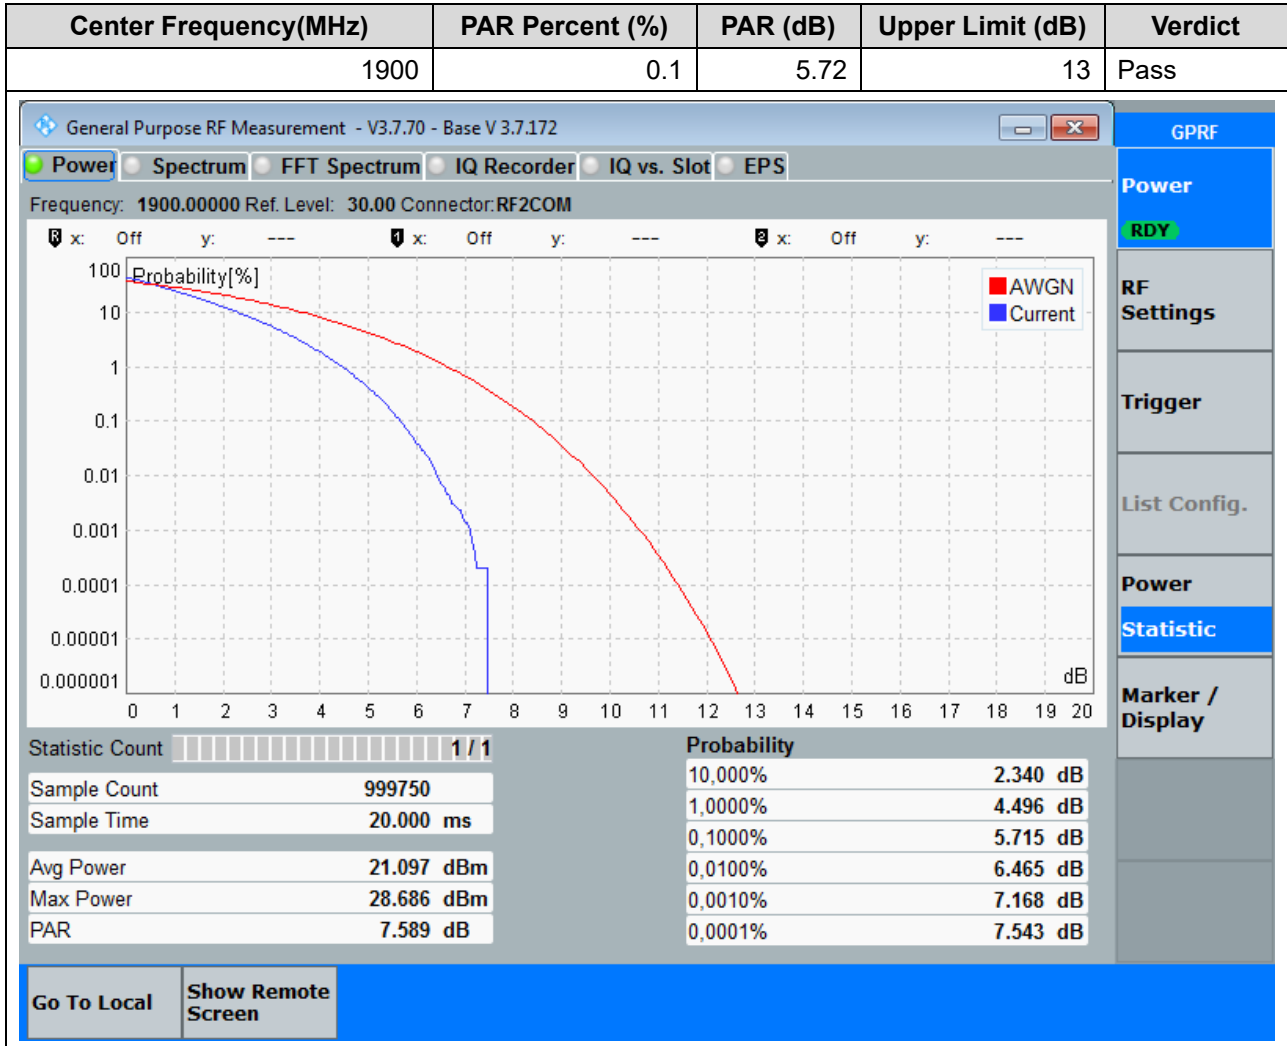 Center Frequency(MHz) PAR Percent (%) PAR (dB) Upper Limit (dB) Verdict
1900 0.1 5.72 13 Pass
General Purpose RF Measurement - V3.7.70 - Base V 3.7.172
GPRF
Power Spectrum FFT Spectrum IQ Recorder IQ vs. Slot EPS
Frequency: 1900.00000 Ref. Level: 30.00 Connector:RF2COM
R x: Off y: --- 1 x: Off y: --- 2 x: Off y: ---
Probability[%]
AWGN
Current
100
10
1
0.1
0.01
0.001
0.0001
0.00001
0.000001
dB
0 1 2 3 4 5 6 7 8 9 10 11 12 13 14 15 16 17 18 19 20
Statistic Count 1 / 1
Sample Count 999750
Sample Time 20.000 ms
Avg Power 21.097 dBm
Max Power 28.686 dBm
PAR 7.589 dB
Probability
10,000% 2.340 dB
1,0000% 4.496 dB
0,1000% 5.715 dB
0,0100% 6.465 dB
0,0010% 7.168 dB
0,0001% 7.543 dB
Power
RDY
RF
Settings
Trigger
List Config.
Power
Statistic
Marker /
Display
Go To Local
Show Remote
Screen